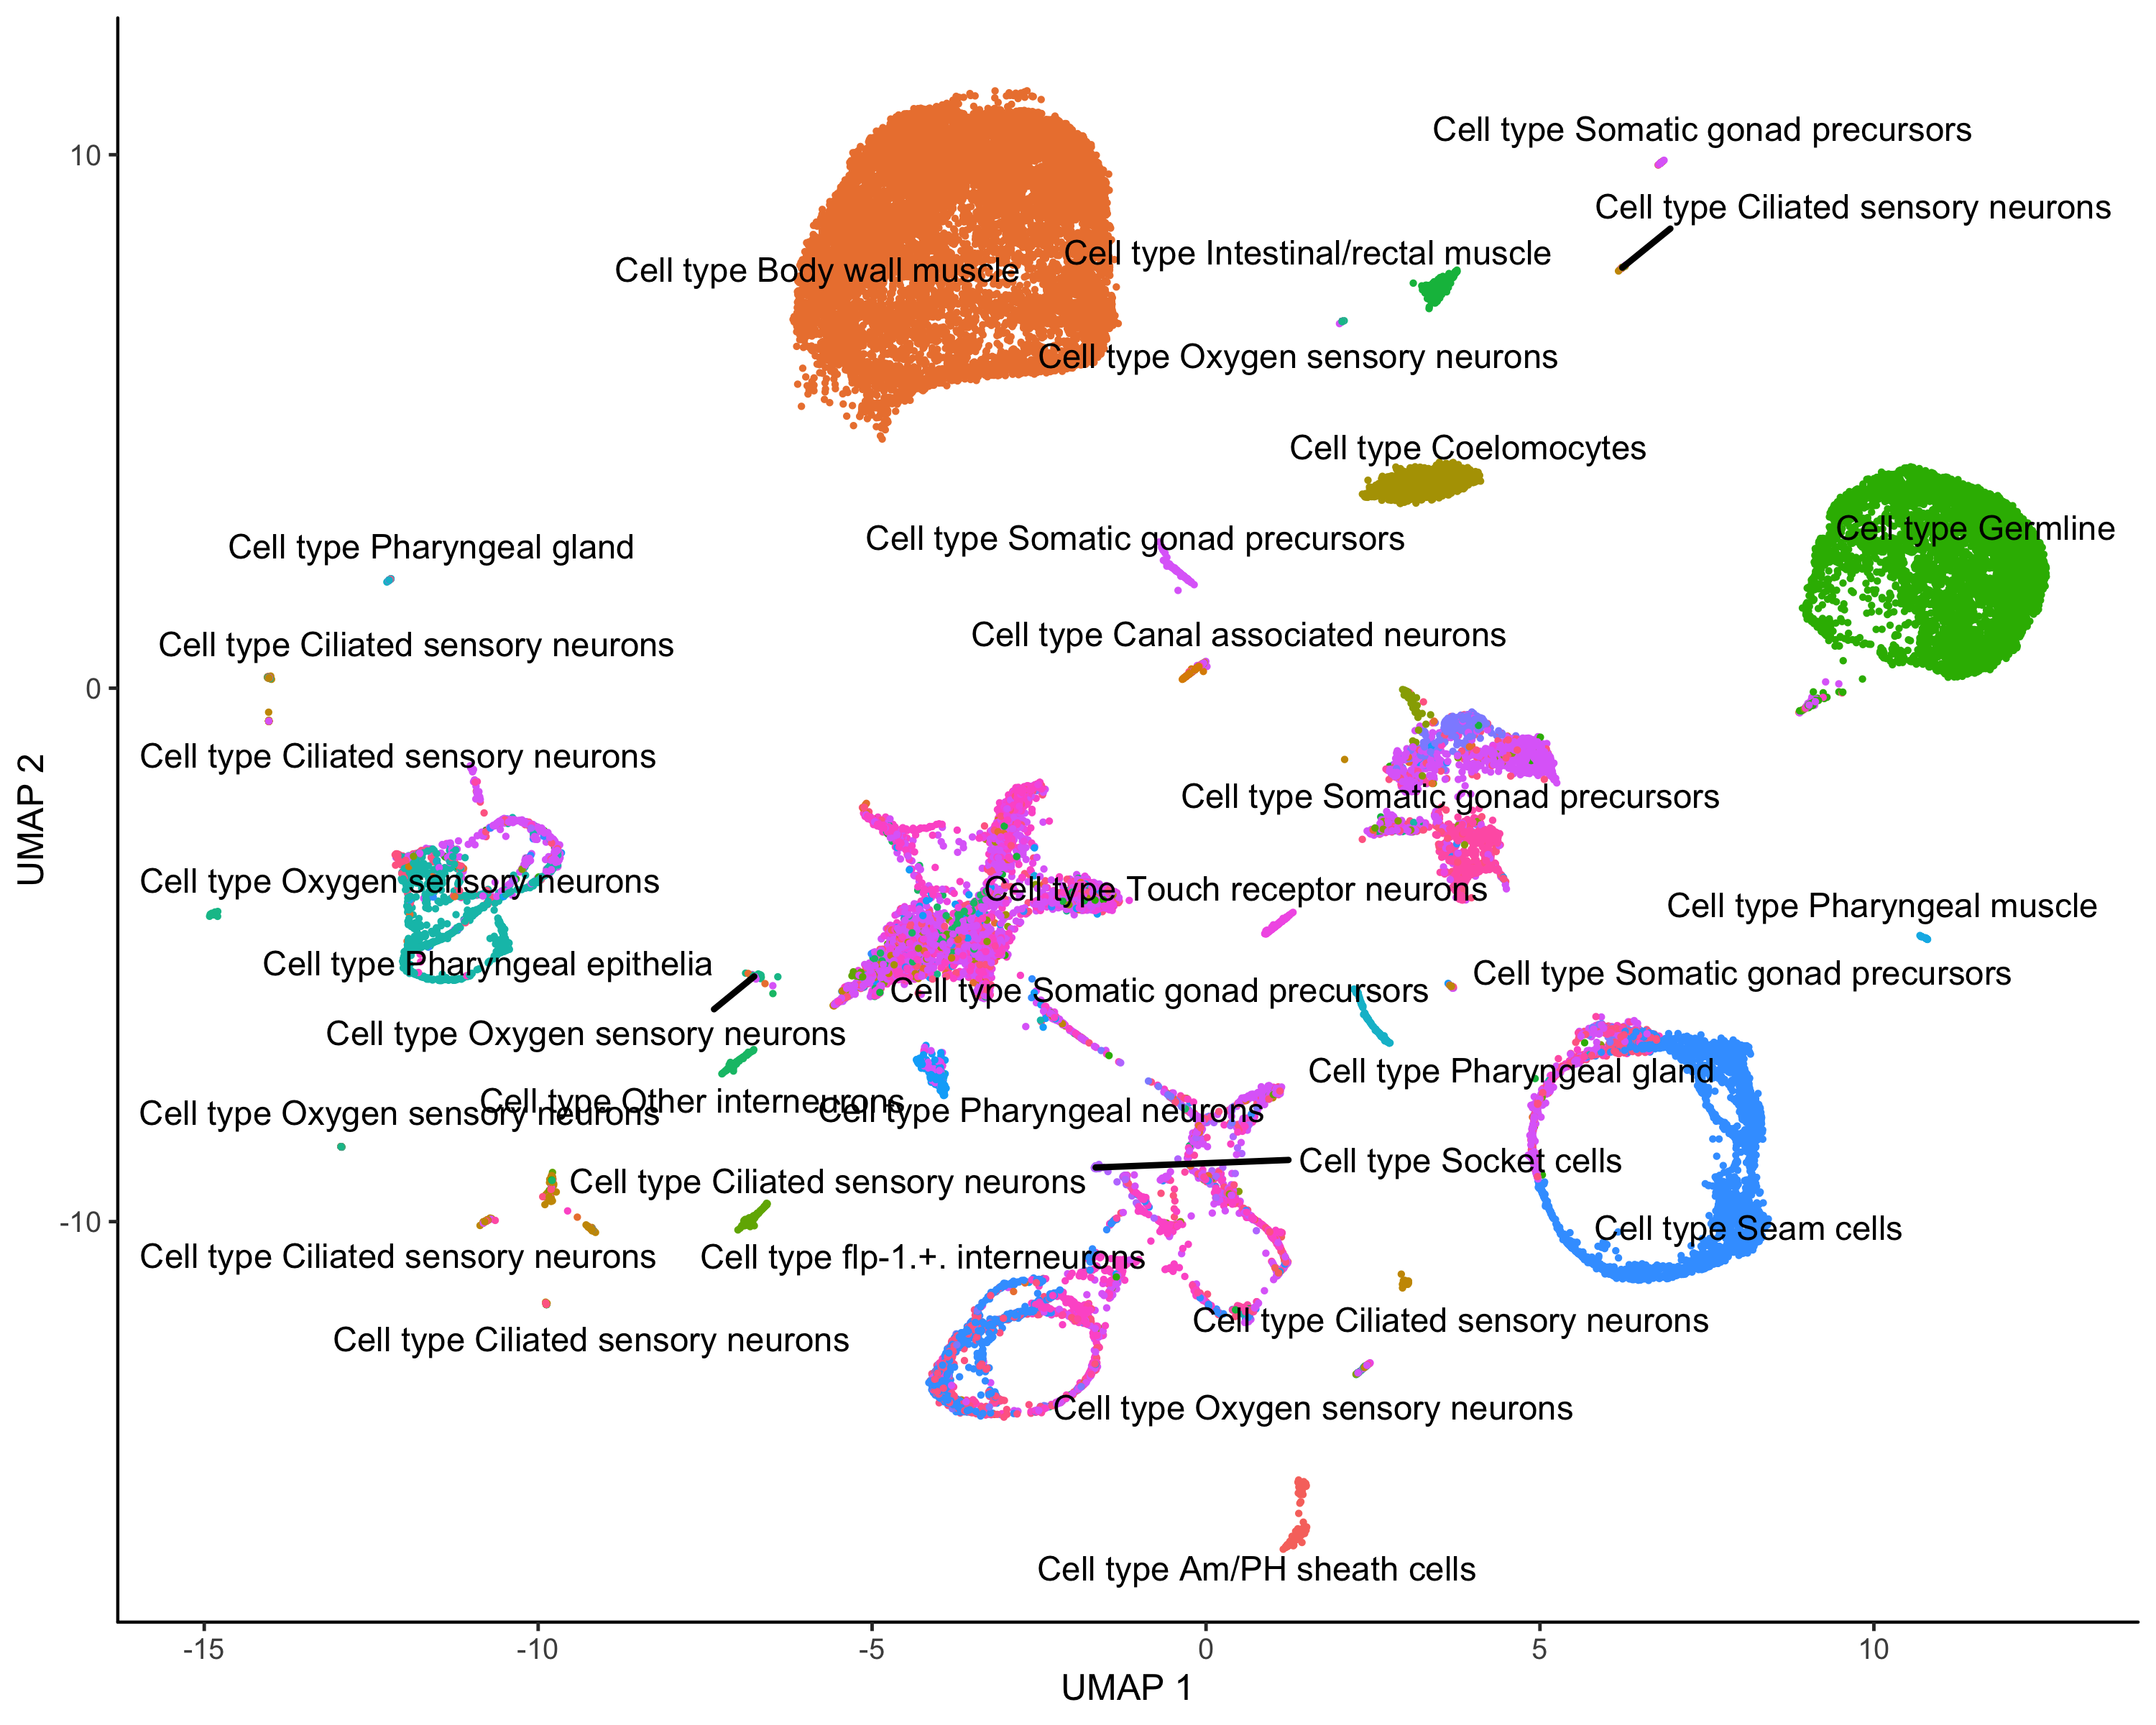 10
Cell type Somatic gonad precursors
Cell type Ciliated sensory neurons
Cell type Intestinal/rectal muscle
Cell type Body wall muscle
Cell type Oxygen sensory neurons
Cell type Coelomocytes
Cell type Germline
Cell type Somatic gonad precursors
Cell type Pharyngeal gland
Cell type Canal associated neurons
Cell type Ciliated sensory neurons
0
Cell type Ciliated sensory neurons
Cell type Somatic gonad precursors
UMAP 2
Cell type Oxygen sensory neurons
Cell type Touch receptor neurons
Cell type Pharyngeal muscle
Cell type Pharyngeal epithelia
Cell type Somatic gonad precursors
Cell type Somatic gonad precursors
Cell type Oxygen sensory neurons
Cell type Pharyngeal gland
Cell type Other interneurons
Cell type Oxygen sensory neurons
Cell type Pharyngeal neurons
Cell type Socket cells
Cell type Ciliated sensory neurons
-10
Cell type Seam cells
Cell type Ciliated sensory neurons
Cell type flp-1.+. interneurons
Cell type Ciliated sensory neurons
Cell type Ciliated sensory neurons
Cell type Oxygen sensory neurons
Cell type Am/PH sheath cells
-15 -10 -5 0 5 10
UMAP 1